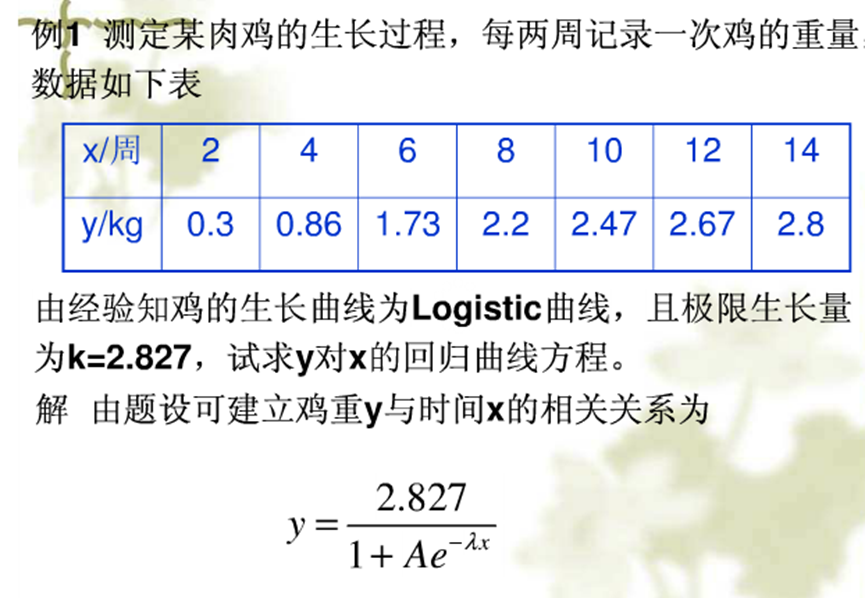 例1 测定某肉鸡的生长过程，每两周记录一次鸡的重量，
数据如下表
x/周 2 4 6 8 10 12 14
y/kg 0.3 0.86 1.73 2.2 2.47 2.67 2.8
由经验知鸡的生长曲线为Logistic曲线，且极限生长量
为k=2.827，试求y对x的回归曲线方程。
解 由题设可建立鸡重y与时间x的相关关系为
y = 2.827 / (1 + Ae^{-λx})